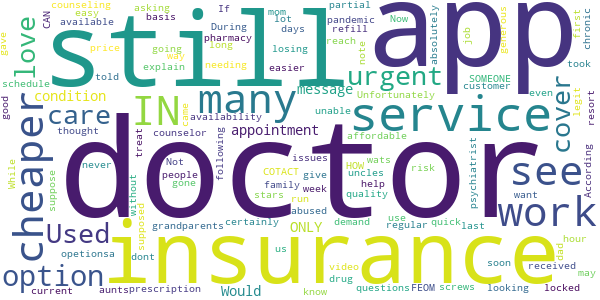 counseling easy asking mom If basis available
still
app
generous price During pandemic refill partial days absolutely job first chronic
gave CAN schedule love told pharmacy explain going way long needing losing easier reach note Now SOMEONE customer even took
urgent
cover
good condition IN many message Unfortunately
legit resort
care
thought counselor availability unable service
While cheaper treat came appointment affordable psychiatrist According
doctor
see
never Not people gone following issues HOW wats risk
suppose without supposed family COTACT give week uncles help stars run abused quality
want
work
Used grandparents ONLY demand use regular quick last
option opetionsa certainly us dont video drug know questions FEOM screws soon looking
insurance
dad hour received locked may
current aunts prescription Would
lot